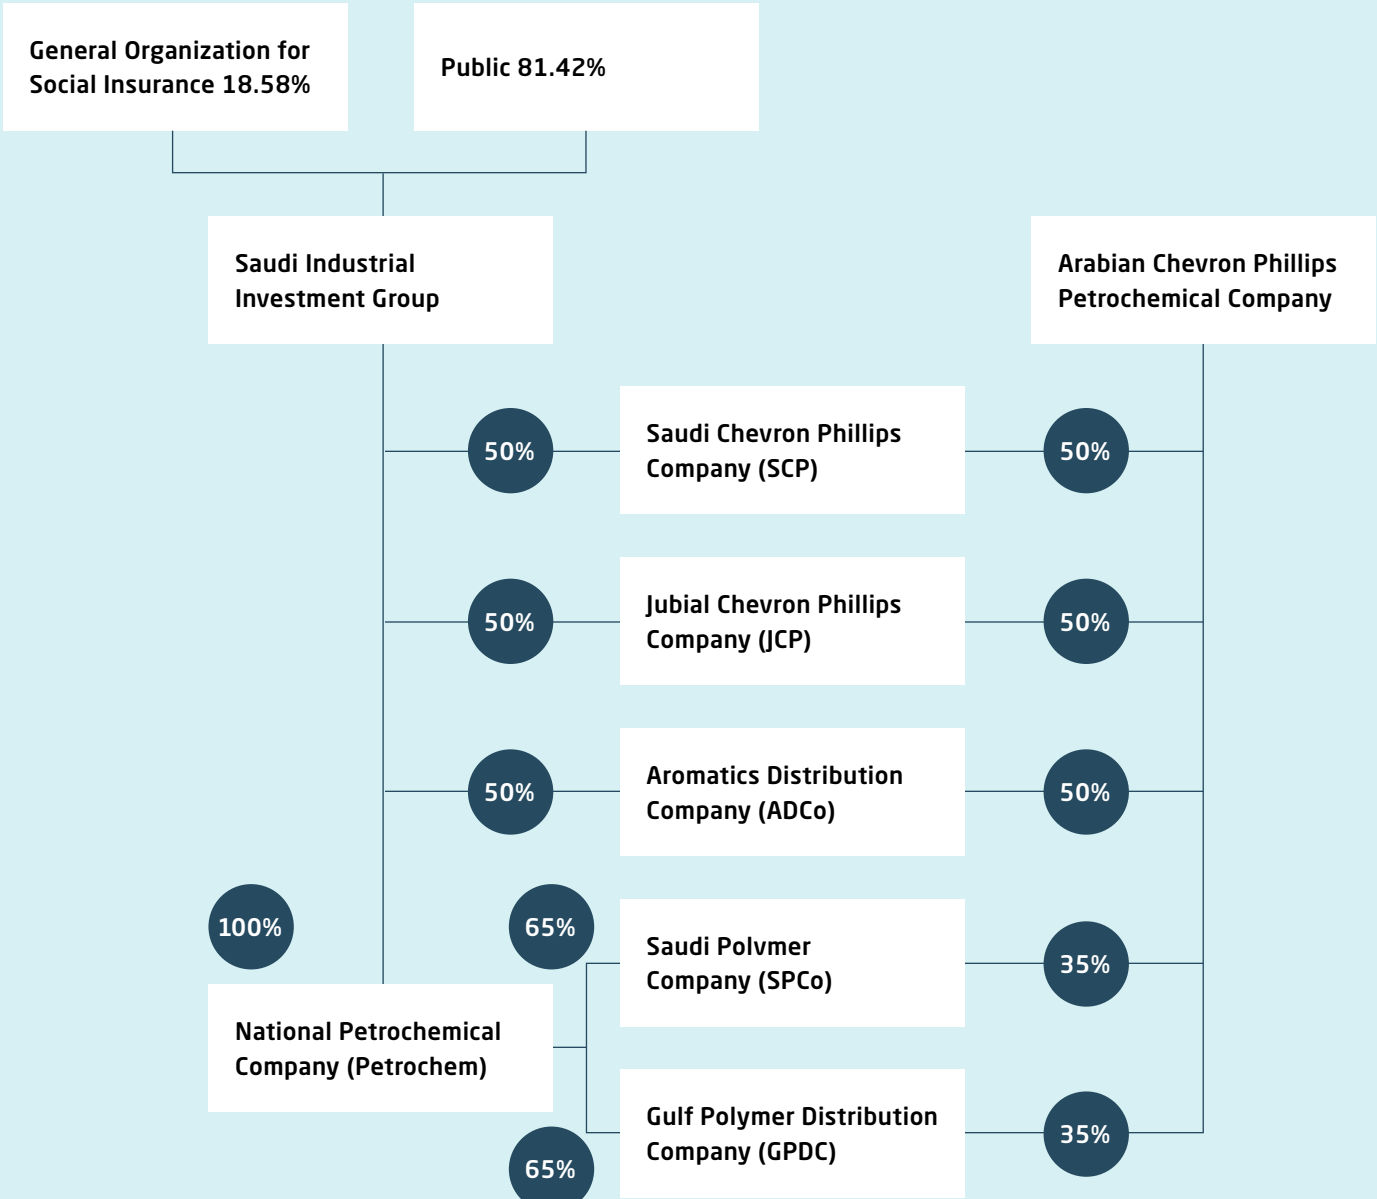 General Organization for
Social Insurance 18.58%
Public 81.42%
Saudi Industrial
Investment Group
Arabian Chevron Phillips
Petrochemical Company
50%
Saudi Chevron Phillips
Company (SCP)
50%
50%
Jubial Chevron Phillips
Company (JCP)
50%
50%
Aromatics Distribution
Company (ADCo)
50%
100%
65%
Saudi Polvmer
Company (SPCo)
35%
National Petrochemical
Company (Petrochem)
65%
Gulf Polymer Distribution
Company (GPDC)
35%